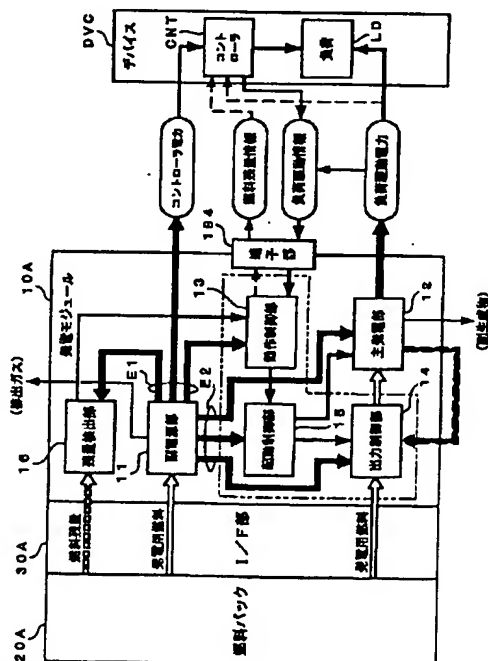 DVC
デバイス
CNT
コントローラ
負荷
LD
コントローラ電力
燃料残量情報
負荷駆動情報
負荷駆動電力
10A
発電モジュール
184
端子部
13
動作制御部
12
主発電部
(副生成物)
(排出ガス)
E1
E2
16
残量検出部
11
副電源部
15
起動制御部
14
出力制御部
30A
I/F部
燃料残量
発電用燃料
発電用燃料
20A
燃料パック